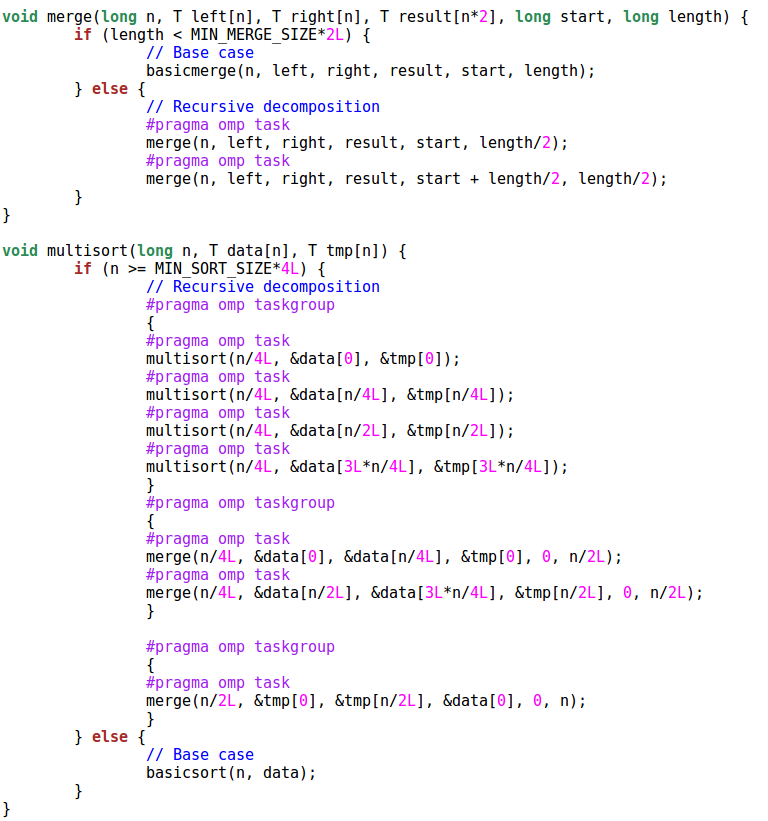 void merge(long n, T left[n], T right[n], T result[n*2], long start, long length) {
        if (length < MIN_MERGE_SIZE*2L) {
                // Base case
                basicmerge(n, left, right, result, start, length);
        } else {
                // Recursive decomposition
                #pragma omp task
                merge(n, left, right, result, start, length/2);
                #pragma omp task
                merge(n, left, right, result, start + length/2, length/2);
        }
}

void multisort(long n, T data[n], T tmp[n]) {
        if (n >= MIN_SORT_SIZE*4L) {
                // Recursive decomposition
                #pragma omp taskgroup
                {
                #pragma omp task
                multisort(n/4L, &data[0], &tmp[0]);
                #pragma omp task
                multisort(n/4L, &data[n/4L], &tmp[n/4L]);
                #pragma omp task
                multisort(n/4L, &data[n/2L], &tmp[n/2L]);
                #pragma omp task
                multisort(n/4L, &data[3L*n/4L], &tmp[3L*n/4L]);
                }
                #pragma omp taskgroup
                {
                #pragma omp task
                merge(n/4L, &data[0], &data[n/4L], &tmp[0], 0, n/2L);
                #pragma omp task
                merge(n/4L, &data[n/2L], &data[3L*n/4L], &tmp[n/2L], 0, n/2L);
                }

                #pragma omp taskgroup
                {
                #pragma omp task
                merge(n/2L, &tmp[0], &tmp[n/2L], &data[0], 0, n);
                }
        } else {
                // Base case
                basicsort(n, data);
        }
}